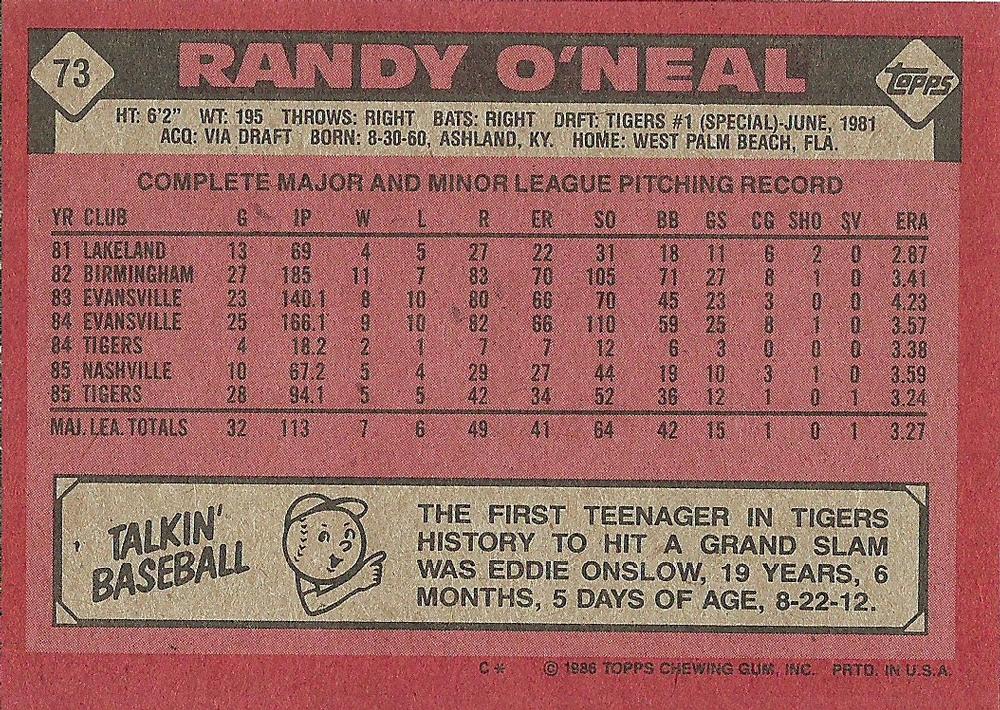 73
RANDY O'NEAL
TOPPS
HT: 6'2" WT: 195 THROWS: RIGHT BATS: RIGHT DRFT: TIGERS #1 (SPECIAL)-JUNE, 1981
ACQ: VIA DRAFT BORN: 8-30-60, ASHLAND, KY. HOME: WEST PALM BEACH, FLA.
COMPLETE MAJOR AND MINOR LEAGUE PITCHING RECORD
YR CLUB G IP W L R ER SO BB GS CG SHO SV ERA
81 LAKELAND 13 69 4 5 27 22 31 18 11 6 2 0 2.87
82 BIRMINGHAM 27 185 11 7 83 70 105 71 27 8 1 0 3.41
83 EVANSVILLE 23 140.1 8 10 80 66 70 45 23 3 0 0 4.23
84 EVANSVILLE 25 166.1 9 10 82 66 110 59 25 8 1 0 3.57
84 TIGERS 4 18.2 2 1 7 7 12 6 3 0 0 0 3.38
85 NASHVILLE 10 67.2 5 4 29 27 44 19 10 3 1 0 3.59
85 TIGERS 28 94.1 5 5 42 34 52 36 12 1 0 1 3.24
MAJ. LEA. TOTALS 32 113 7 6 49 41 64 42 15 1 0 1 3.27
TALKIN'
BASEBALL
THE FIRST TEENAGER IN TIGERS
HISTORY TO HIT A GRAND SLAM
WAS EDDIE ONSLOW, 19 YEARS, 6
MONTHS, 5 DAYS OF AGE, 8-22-12.
C* © 1986 TOPPS CHEWING GUM, INC. PRTD. IN U.S.A.